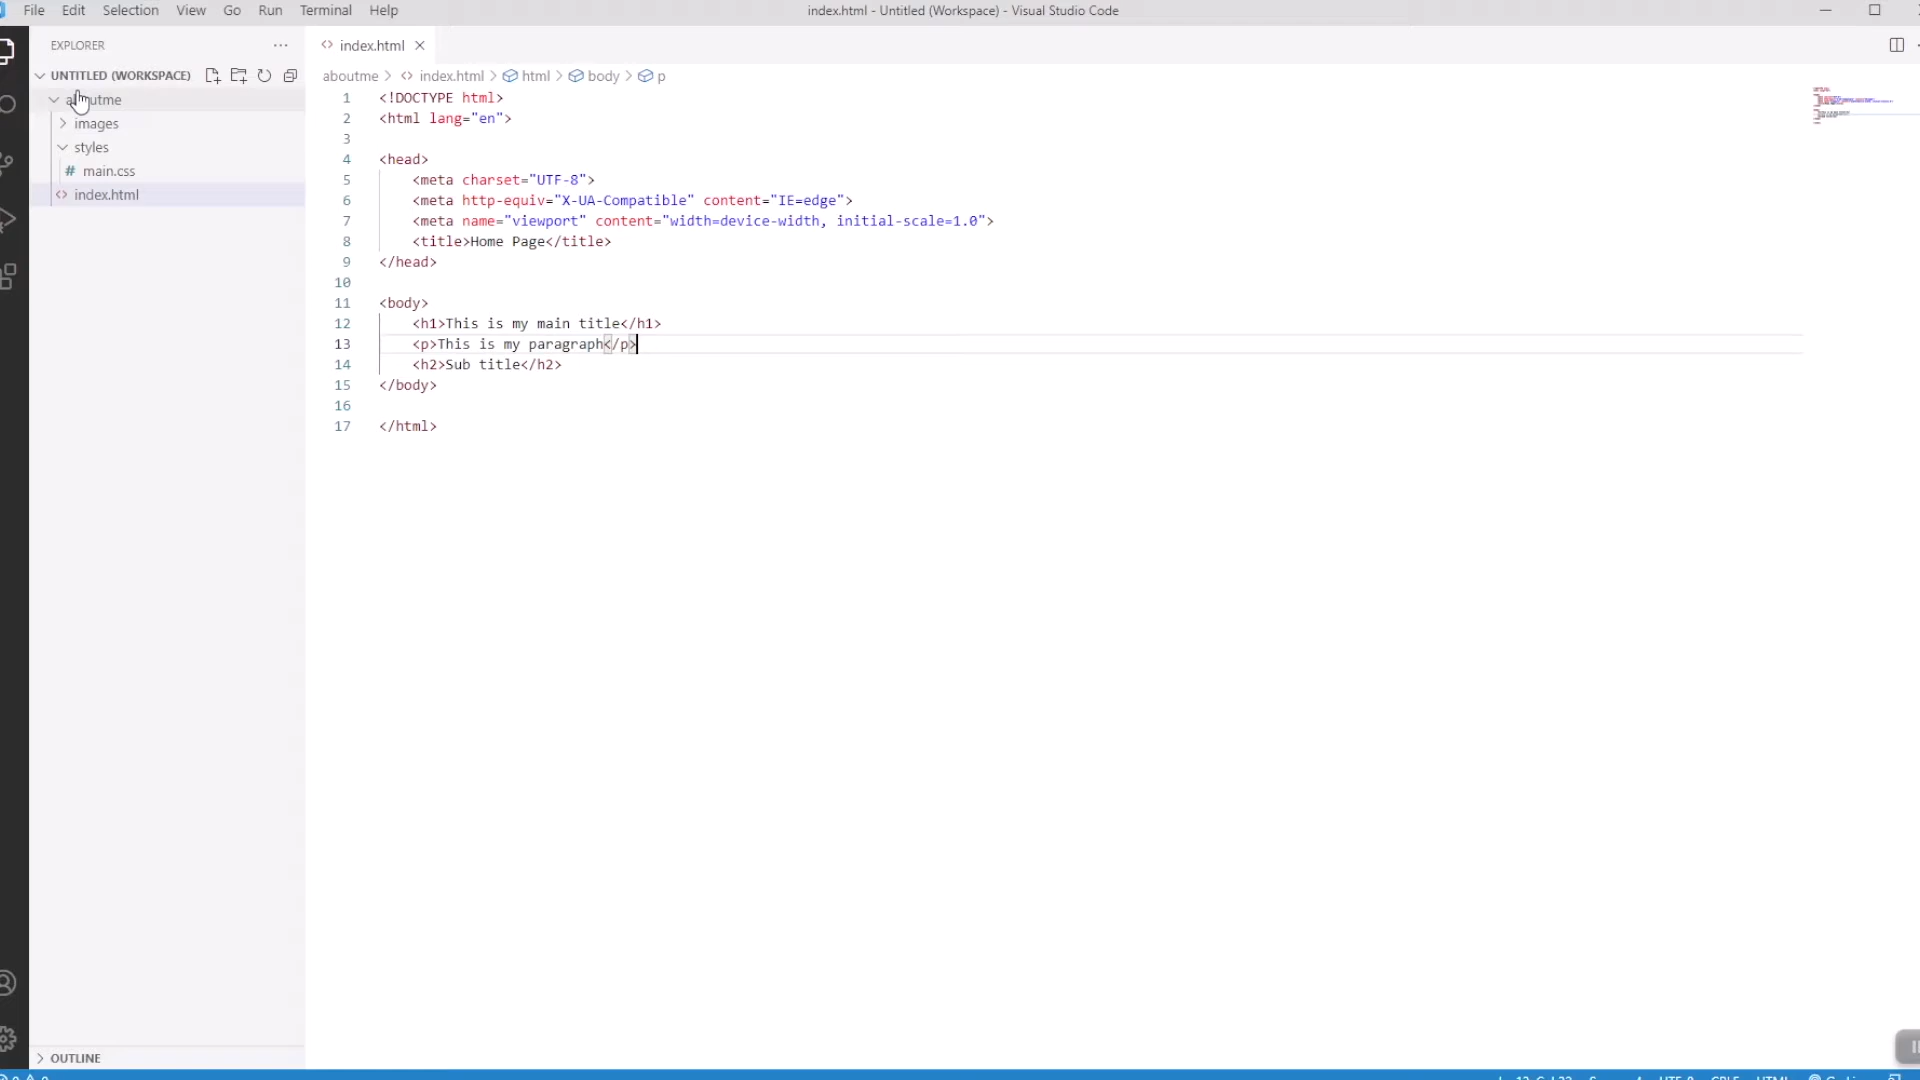 File Edit Selection View Go Run Terminal Help
index.html - Untitled (Workspace) - Visual Studio Code
EXPLORER
UNTITLED (WORKSPACE)
images
styles
# main.css
<> index.html
OUTLINE
<> index.html
aboutme > <> index.html > html > body > p
1 <!DOCTYPE html>
2 <html lang="en">
3
4 <head>
5 <meta charset="UTF-8">
6 <meta http-equiv="X-UA-Compatible" content="IE=edge">
7 <meta name="viewport" content="width=device-width, initial-scale=1.0">
8 <title>Home Page</title>
9 </head>
10
11 <body>
12 <h1>This is my main title</h1>
13 <p>This is my paragraph</p>
14 <h2>Sub title</h2>
15 </body>
16
17 </html>